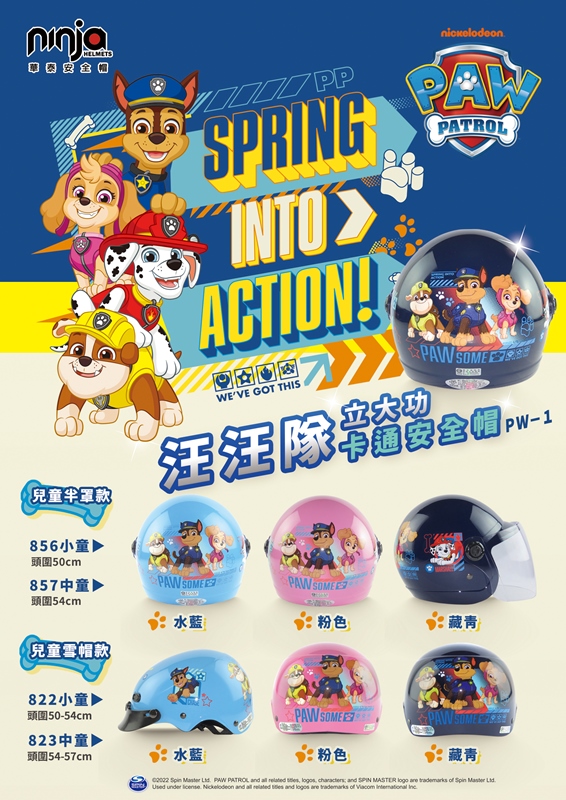 ninja
HELMETS
華泰安全帽
nickelodeon
PAW
PATROL
PP
SPRING
INTO
ACTION!
WE'VE GOT THIS
PAWSOME
汪汪隊
立大功
卡通安全帽 PW-1
兒童半罩款
856小童
頭圍50cm
857中童
頭圍54cm
PAWSOME
PAWSOME
水藍
粉色
藏青
兒童雪帽款
822小童
頭圍50-54cm
823中童
頭圍54-57cm
PAWSOME
PAWSOME
水藍
粉色
藏青
©2022 Spin Master Ltd. PAW PATROL and all related titles, logos, characters; and SPIN MASTER logo are trademarks of Spin Master Ltd.
Used under license. Nickelodeon and all related titles and logos are trademarks of Viacom International Inc.